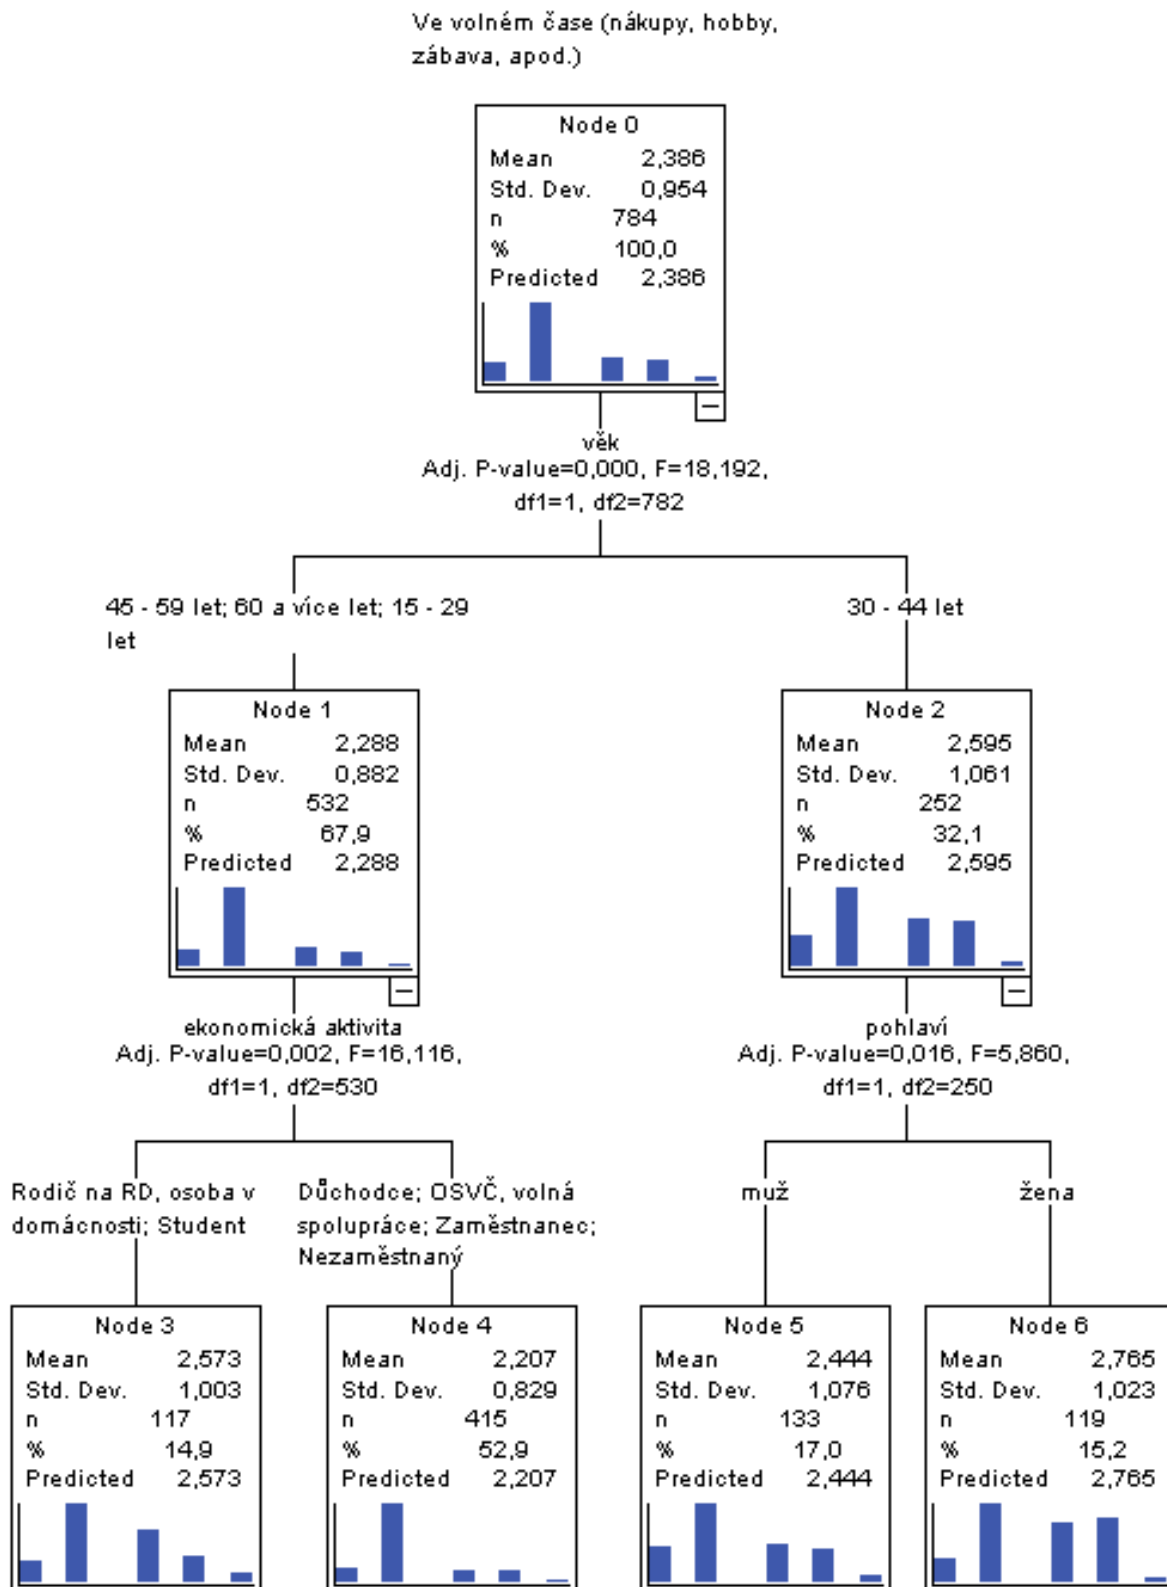 Ve volném čase (nákupy, hobby,
zábava, apod.)
Node 0
Mean 2,386
Std. Dev. 0,954
n 784
% 100,0
Predicted 2,386
věk
Adj. P-value=0,000, F=18,192,
df1=1, df2=782
45 - 59 let; 60 a více let; 15 - 29
let
30 - 44 let
Node 1
Mean 2,288
Std. Dev. 0,882
n 532
% 67,9
Predicted 2,288
Node 2
Mean 2,595
Std. Dev. 1,061
n 252
% 32,1
Predicted 2,595
ekonomická aktivita
Adj. P-value=0,002, F=16,116,
df1=1, df2=530
pohlaví
Adj. P-value=0,016, F=5,860,
df1=1, df2=250
Rodič na RD, osoba v
domácnosti; Student
Důchodce; OSVČ, volná
spolupráce; Zaměstnanec;
Nezaměstnaný
muž
žena
Node 3
Mean 2,573
Std. Dev. 1,003
n 117
% 14,9
Predicted 2,573
Node 4
Mean 2,207
Std. Dev. 0,829
n 415
% 52,9
Predicted 2,207
Node 5
Mean 2,444
Std. Dev. 1,076
n 133
% 17,0
Predicted 2,444
Node 6
Mean 2,765
Std. Dev. 1,023
n 119
% 15,2
Predicted 2,765